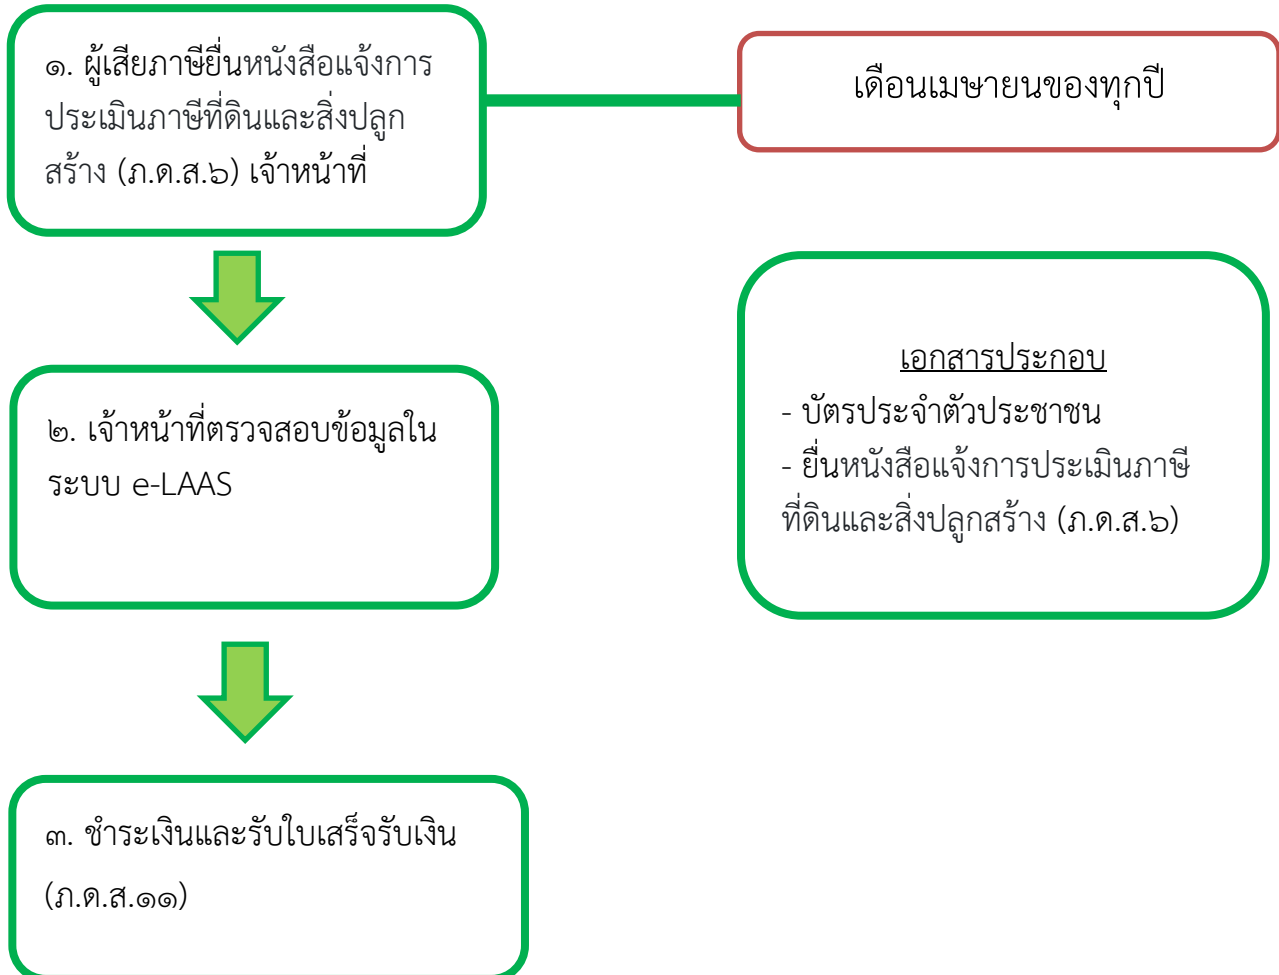 ๑. ผู้เสียภาษียื่นหนังสือแจ้งการ
ประเมินภาษีที่ดินและสิ่งปลูก
สร้าง (ภ.ด.ส.๖) เจ้าหน้าที่
เดือนเมษายนของทุกปี
๒. เจ้าหน้าที่ตรวจสอบข้อมูลใน
ระบบ e-LAAS
เอกสารประกอบ
- บัตรประจำตัวประชาชน
- ยื่นหนังสือแจ้งการประเมินภาษี
ที่ดินและสิ่งปลูกสร้าง (ภ.ด.ส.๖)
๓. ชำระเงินและรับใบเสร็จรับเงิน
(ภ.ด.ส.๑๑)